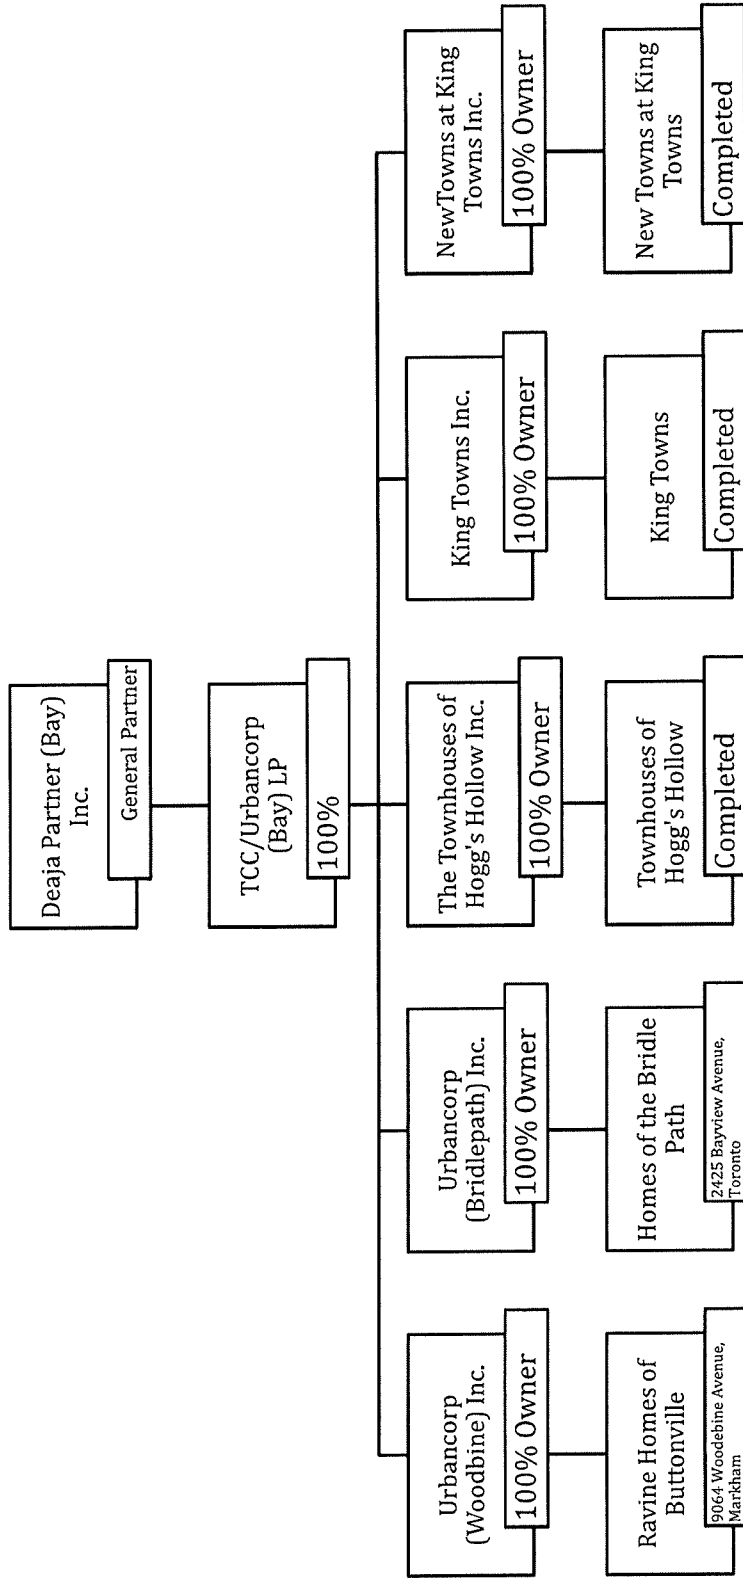 Deaja Partner (Bay)
Inc.
General Partner
TCC/Urbancorp
(Bay) LP
100%
Urbancorp
(Woodbine) Inc.
100% Owner
Urbancorp
(Bridlepath) Inc.
100% Owner
The Townhouses of
Hogg's Hollow Inc.
100% Owner
King Towns Inc.
100% Owner
NewTowns at King
Towns Inc.
100% Owner
Ravine Homes of
Buttonville
9064 Woodebine Avenue,
Markham
Homes of the Bridle
Path
2425 Bayview Avenue,
Toronto
Townhouses of
Hogg's Hollow
Completed
King Towns
Completed
New Towns at King
Towns
Completed